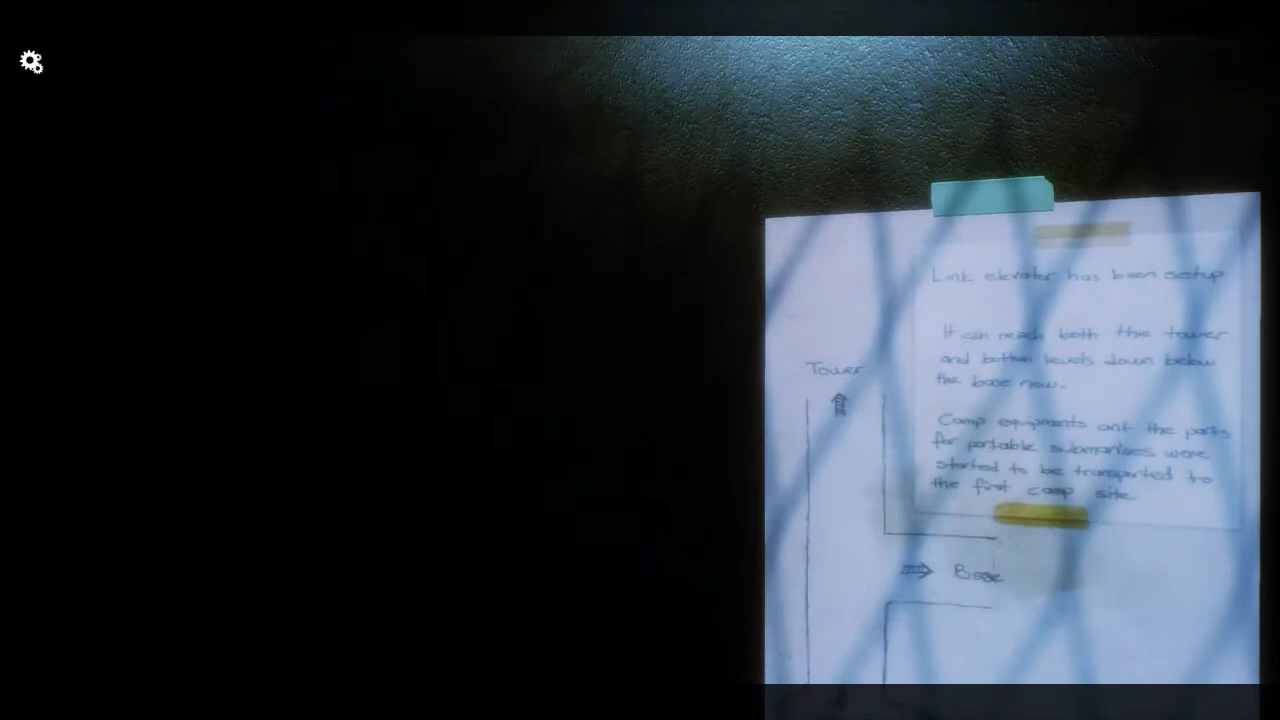 Link elevator has been setup
It can reach both the tower
and bottom levels down below
the base now.
Camp equipments ant the parts
for portable submarines were
started to be transported to
the first camp site
Tower
Base